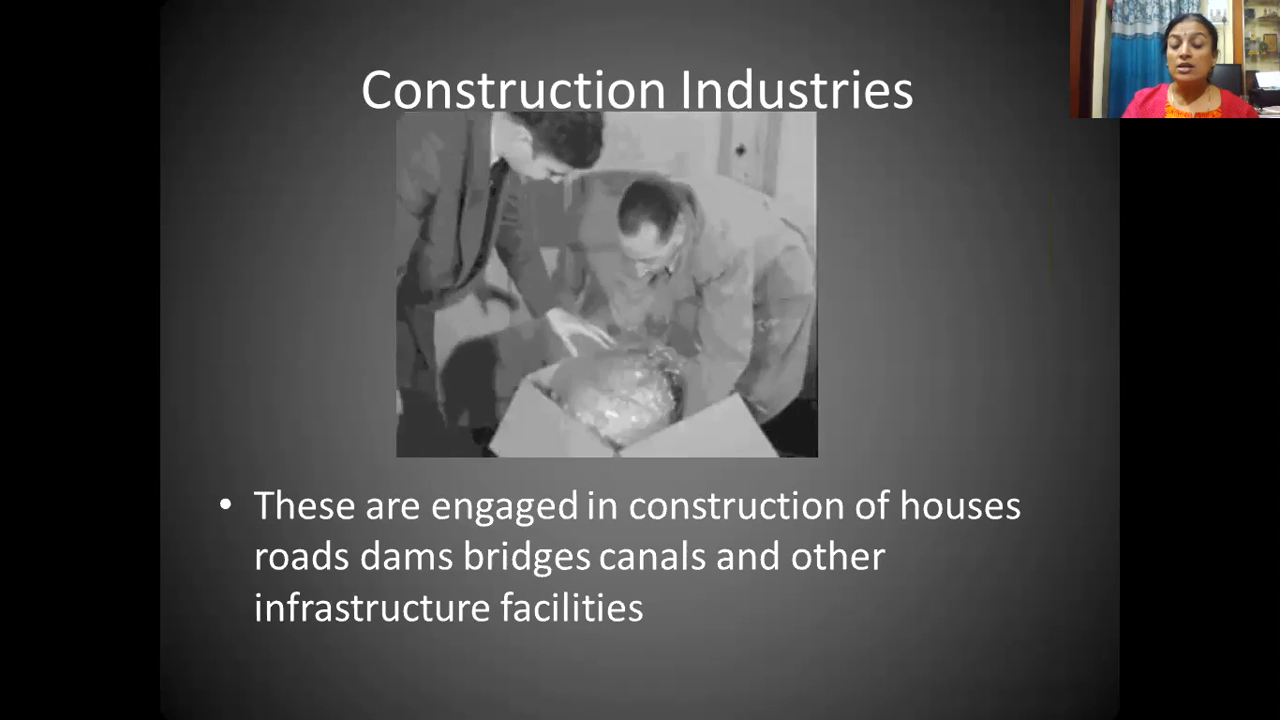 Construction Industries
• These are engaged in construction of houses
roads dams bridges canals and other
infrastructure facilities